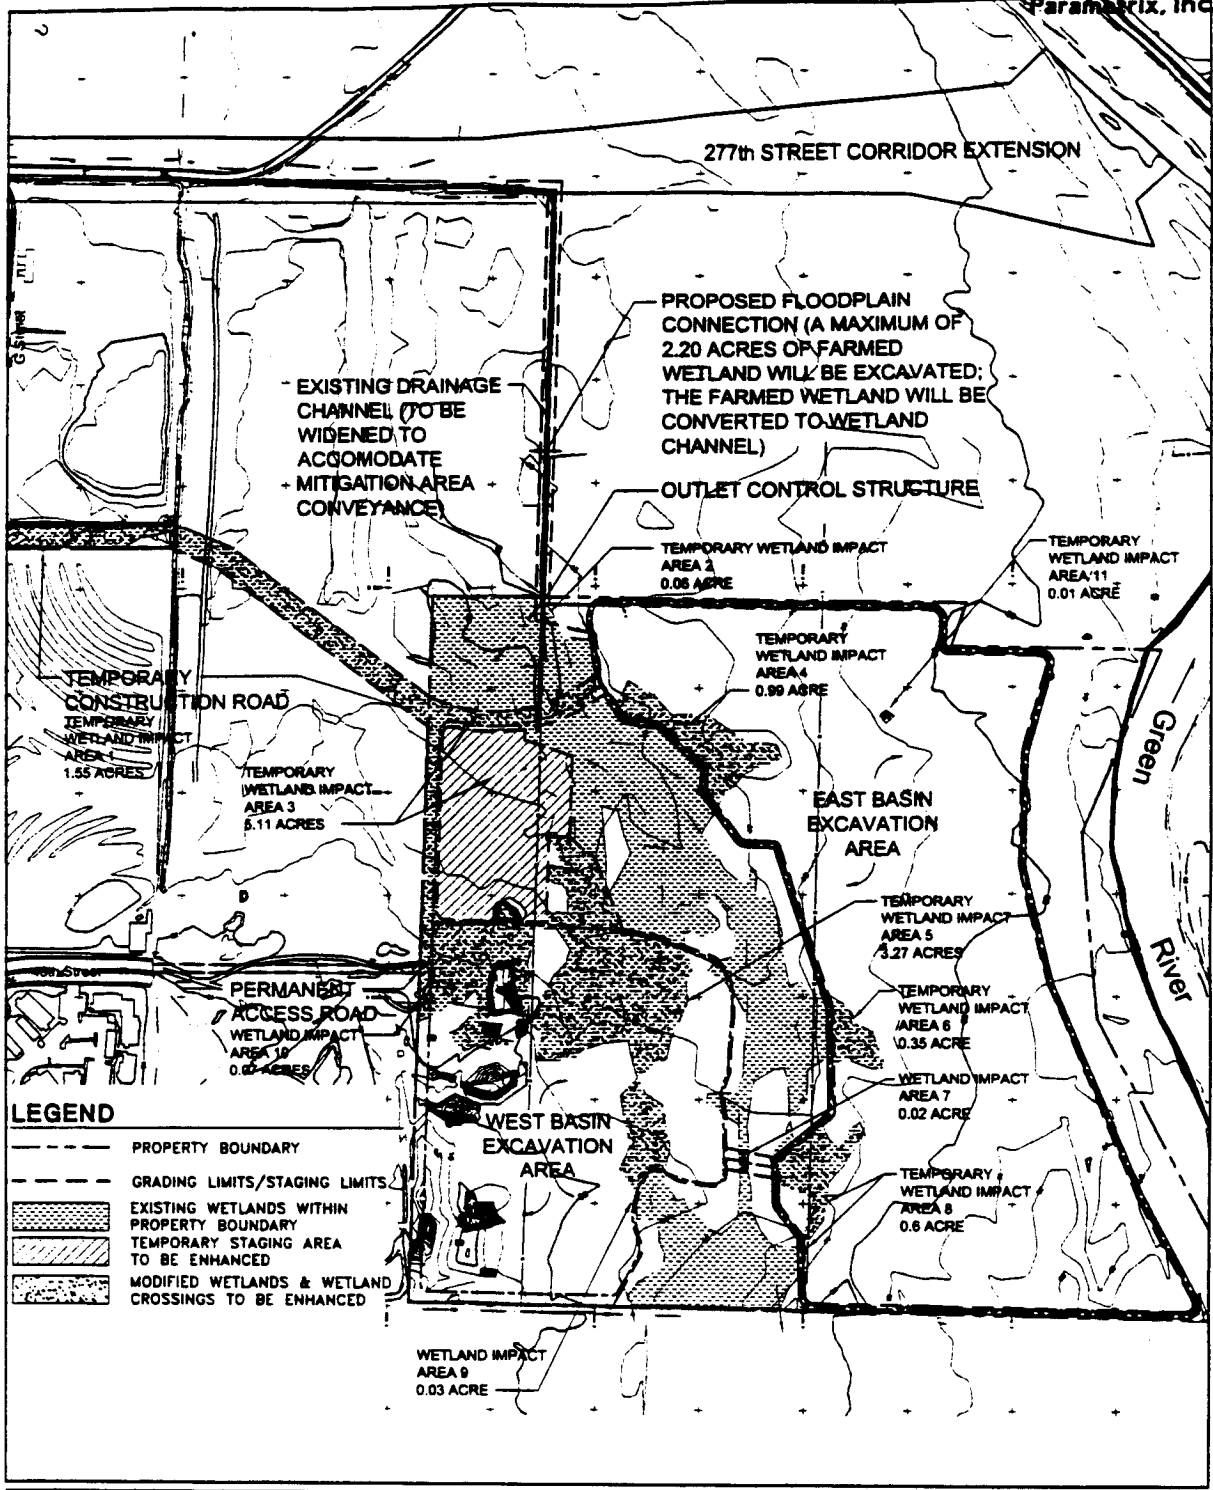 Parametrix, Inc
277th STREET CORRIDOR EXTENSION
PROPOSED FLOODPLAIN
CONNECTION (A MAXIMUM OF
2.20 ACRES OF FARMED
WETLAND WILL BE EXCAVATED;
THE FARMED WETLAND WILL BE
CONVERTED TO WETLAND
CHANNEL)
EXISTING DRAINAGE
CHANNEL (TO BE
WIDENED TO
ACCOMODATE
MITIGATION AREA
CONVEYANCE)
OUTLET CONTROL STRUCTURE
TEMPORARY WETLAND IMPACT
AREA 2
0.06 ACRE
TEMPORARY
WETLAND IMPACT
AREA 11
0.01 ACRE
TEMPORARY
WETLAND IMPACT
AREA 4
0.99 ACRE
TEMPORARY
CONSTRUCTION ROAD
TEMPORARY
WETLAND IMPACT
AREA 1
1.55 ACRES
TEMPORARY
WETLAND IMPACT
AREA 3
5.11 ACRES
Green
River
EAST BASIN
EXCAVATION
AREA
TEMPORARY
WETLAND IMPACT
AREA 5
3.27 ACRES
PERMANENT
ACCESS ROAD
WETLAND IMPACT
AREA 10
0.07 ACRES
TEMPORARY
WETLAND IMPACT
AREA 6
0.35 ACRE
WETLAND IMPACT
AREA 7
0.02 ACRE
WEST BASIN
EXCAVATION
AREA
TEMPORARY
WETLAND IMPACT
AREA 8
0.6 ACRE
LEGEND
PROPERTY BOUNDARY
GRADING LIMITS/STAGING LIMITS
EXISTING WETLANDS WITHIN
PROPERTY BOUNDARY
TEMPORARY STAGING AREA
TO BE ENHANCED
MODIFIED WETLANDS & WETLAND
CROSSINGS TO BE ENHANCED
WETLAND IMPACT
AREA 9
0.03 ACRE